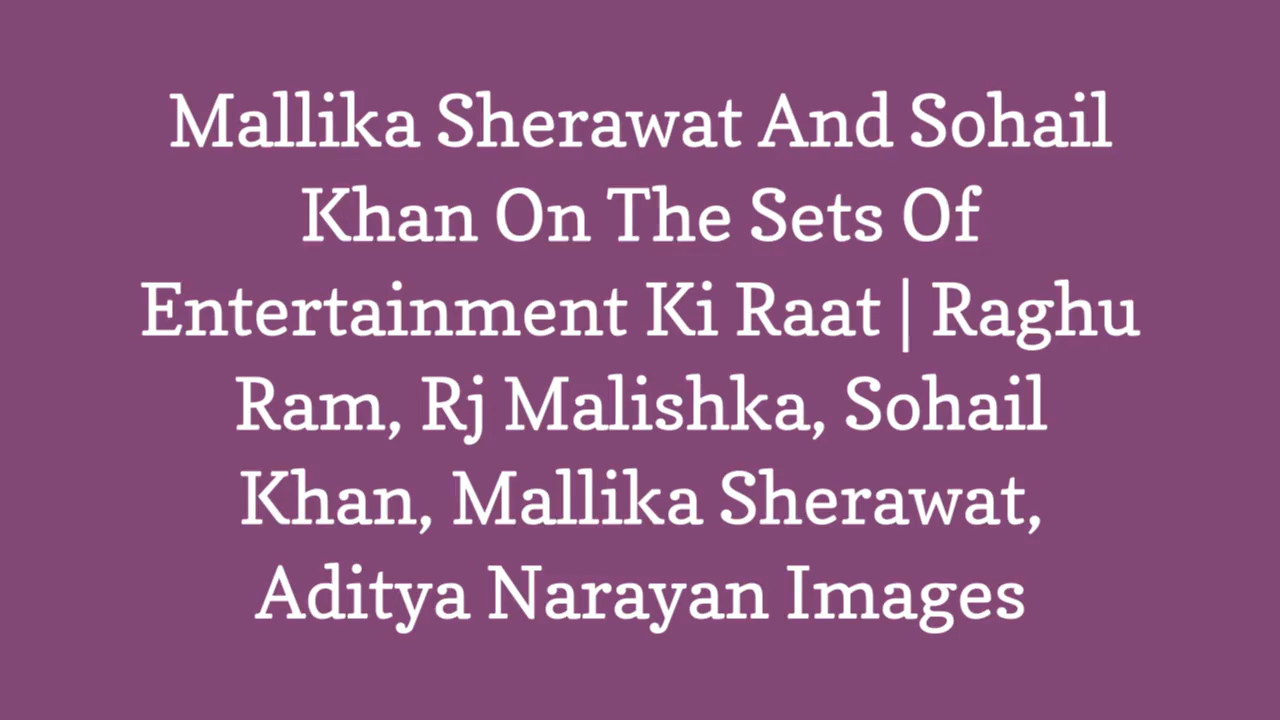 Mallika Sherawat And Sohail
Khan On The Sets Of
Entertainment Ki Raat | Raghu
Ram, Rj Malishka, Sohail
Khan, Mallika Sherawat,
Aditya Narayan Images